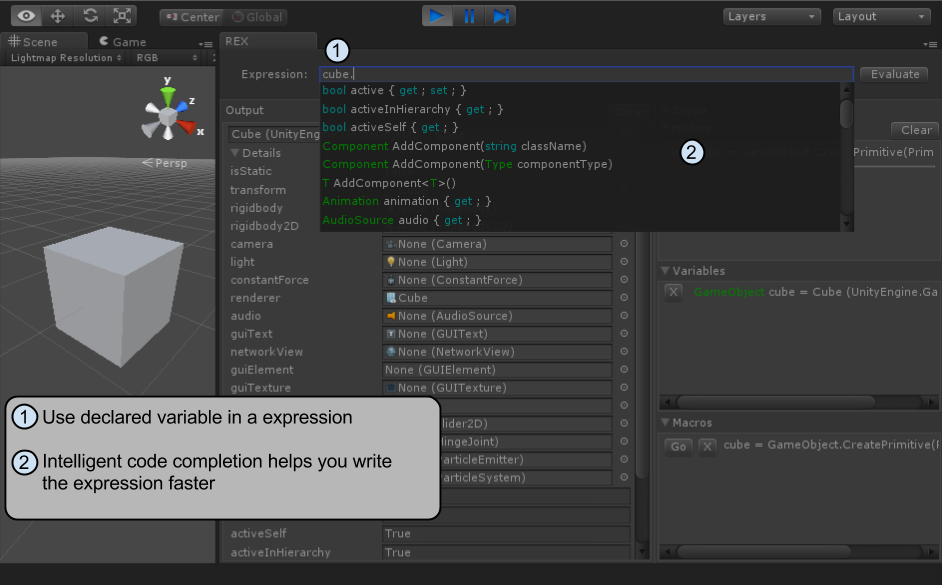 Center Global Layers Layout
Scene Game REX
Lightmap Resolution RGB
1
Expression: cube. Evaluate
y
z
x
Persp
bool active { get ; set ; }
bool activeInHierarchy { get ; }
bool activeSelf { get ; }
Component AddComponent(string className)
Component AddComponent(Type componentType)
T AddComponent<T>()
Animation animation { get ; }
AudioSource audio { get ; }
2
Output
Clear
Cube (UnityEng
Primitive(Prim
Details
isStatic
transform
rigidbody
rigidbody2D
camera None (Camera)
light None (Light)
constantForce None (ConstantForce)
renderer Cube
audio None (AudioSource)
guiText None (GUIText)
networkView None (NetworkView)
guiElement None (GUIElement)
guiTexture None (GUITexture)
lider2D)
HingeJoint)
ParticleEmitter)
ParticleSystem)
activeSelf True
activeInHierarchy True
Variables
X GameObject cube = Cube (UnityEngine.Ga
Macros
Go X cube = GameObject.CreatePrimitive(P
1 Use declared variable in a expression
2 Intelligent code completion helps you write
the expression faster